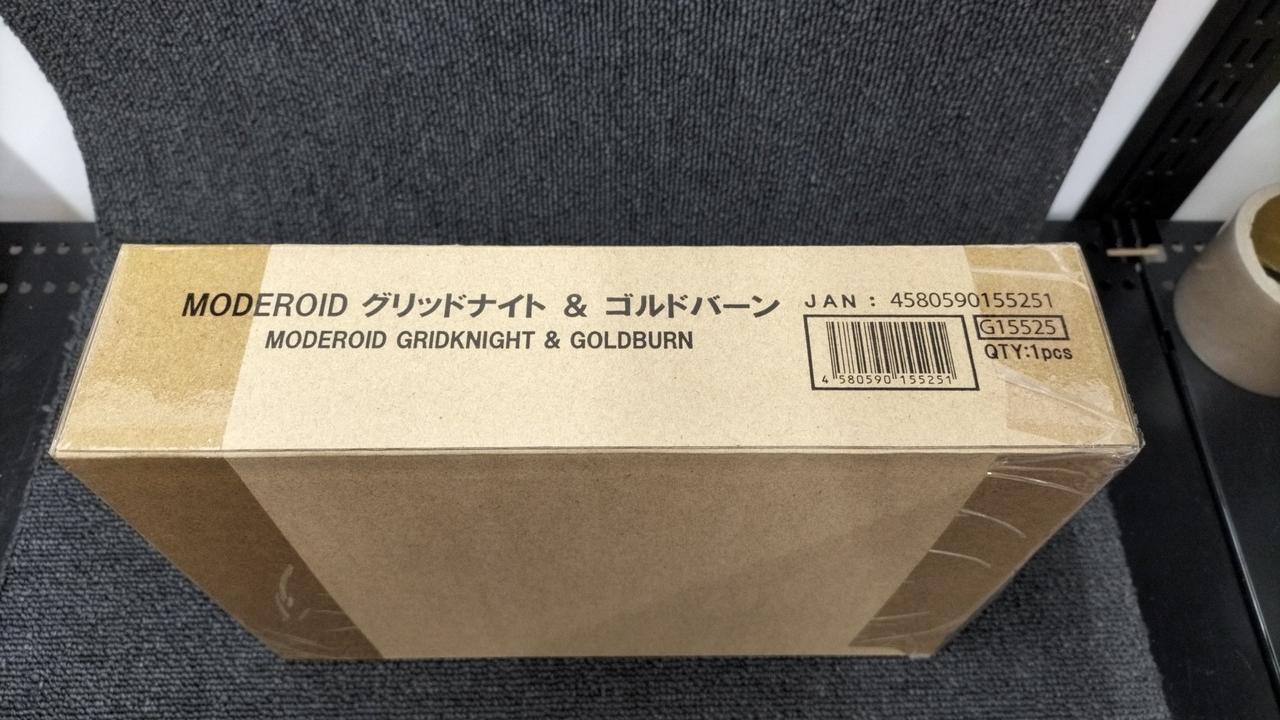 MODEROID グリッドナイト & ゴルドバーン
MODEROID GRIDKNIGHT & GOLDBURN
JAN : 4580590155251
G15525
QTY:1pcs
4 580590 155251